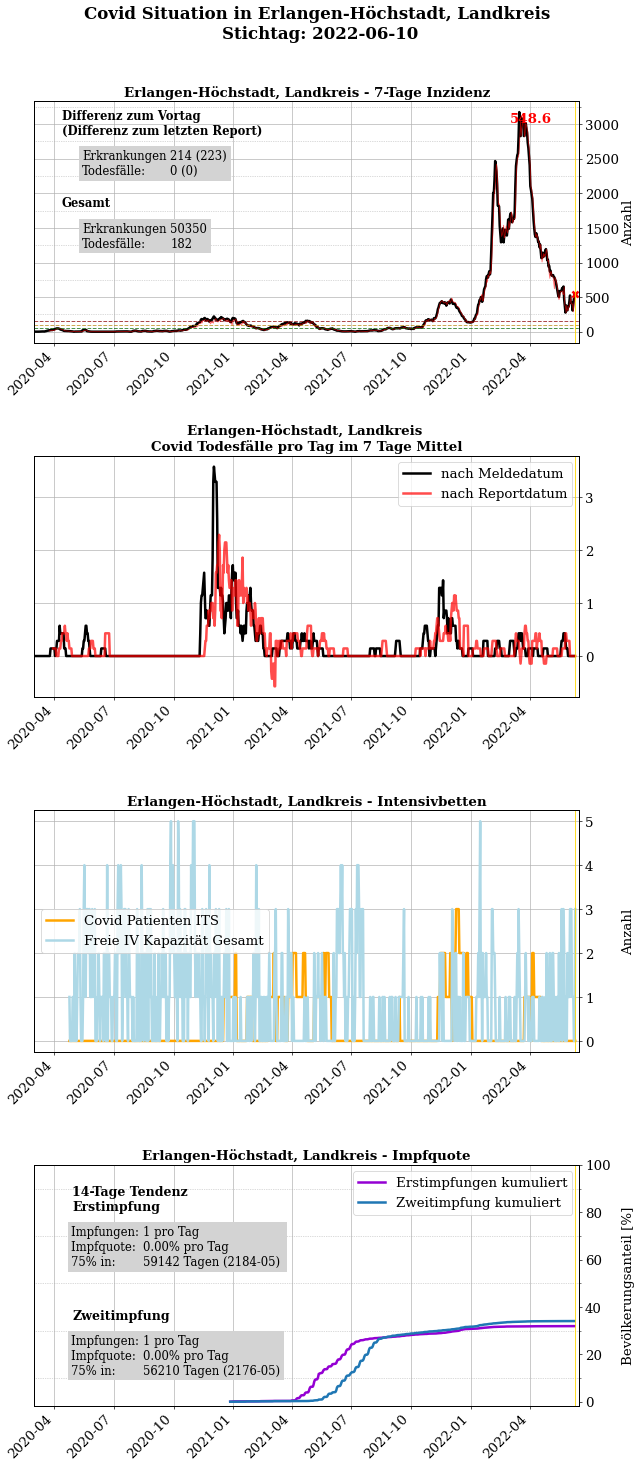 Covid Situation in Erlangen-Höchstadt, Landkreis
Stichtag: 2022-06-10
Erlangen-Höchstadt, Landkreis - 7-Tage Inzidenz
Differenz zum Vortag
(Differenz zum letzten Report)
Erkrankungen 214 (223)
Todesfälle: 0 (0)
Gesamt
Erkrankungen 50350
Todesfälle: 182
548.6
3000
2500
2000
1500
1000
500
0
Anzahl
2020-04 2020-07 2020-10 2021-01 2021-04 2021-07 2021-10 2022-01 2022-04
Erlangen-Höchstadt, Landkreis
Covid Todesfälle pro Tag im 7 Tage Mittel
nach Meldedatum
nach Reportdatum
3
2
1
0
2020-04 2020-07 2020-10 2021-01 2021-04 2021-07 2021-10 2022-01 2022-04
Erlangen-Höchstadt, Landkreis - Intensivbetten
Covid Patienten ITS
Freie IV Kapazität Gesamt
5
4
3
2
1
0
Anzahl
2020-04 2020-07 2020-10 2021-01 2021-04 2021-07 2021-10 2022-01 2022-04
Erlangen-Höchstadt, Landkreis - Impfquote
14-Tage Tendenz
Erstimpfung
Impfungen: 1 pro Tag
Impfquote: 0.00% pro Tag
75% in: 59142 Tagen (2184-05)
Zweitimpfung
Impfungen: 1 pro Tag
Impfquote: 0.00% pro Tag
75% in: 56210 Tagen (2176-05)
Erstimpfungen kumuliert
Zweitimpfung kumuliert
100
80
60
40
20
0
Bevölkerungsanteil [%]
2020-04 2020-07 2020-10 2021-01 2021-04 2021-07 2021-10 2022-01 2022-04